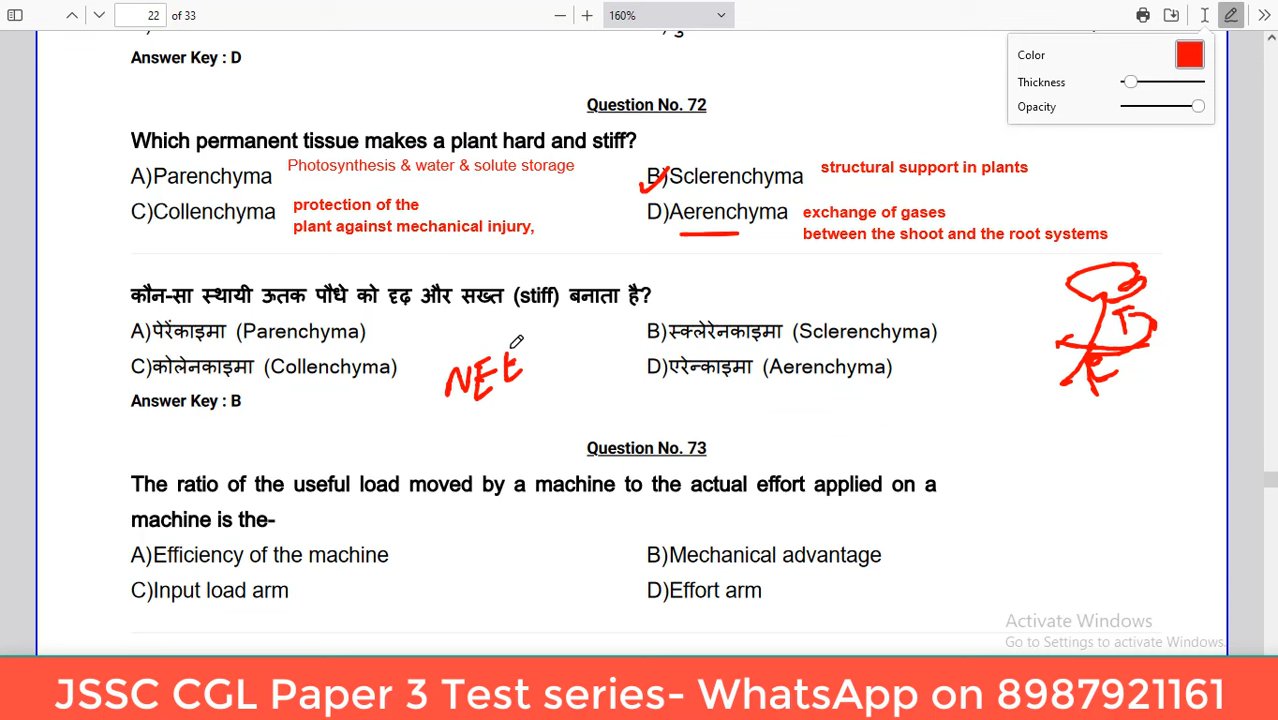 22 of 33
160%
Color
Thickness
Opacity
Answer Key : D
Question No. 72
Which permanent tissue makes a plant hard and stiff?
A)Parenchyma Photosynthesis & water & solute storage B)Sclerenchyma structural support in plants
C)Collenchyma protection of the plant against mechanical injury, D)Aerenchyma exchange of gases between the shoot and the root systems
कौन-सा स्थायी ऊतक पौधे को दृढ़ और सख्त (stiff) बनाता है?
A)पेरेंकाइमा (Parenchyma) B)स्क्लेरेनकाइमा (Sclerenchyma)
C)कोलेनकाइमा (Collenchyma) D)एरेन्काइमा (Aerenchyma)
NEE
Answer Key : B
Question No. 73
The ratio of the useful load moved by a machine to the actual effort applied on a
machine is the-
A)Efficiency of the machine B)Mechanical advantage
C)Input load arm D)Effort arm
Activate Windows
Go to Settings to activate Windows.
JSSC CGL Paper 3 Test series- WhatsApp on 8987921161